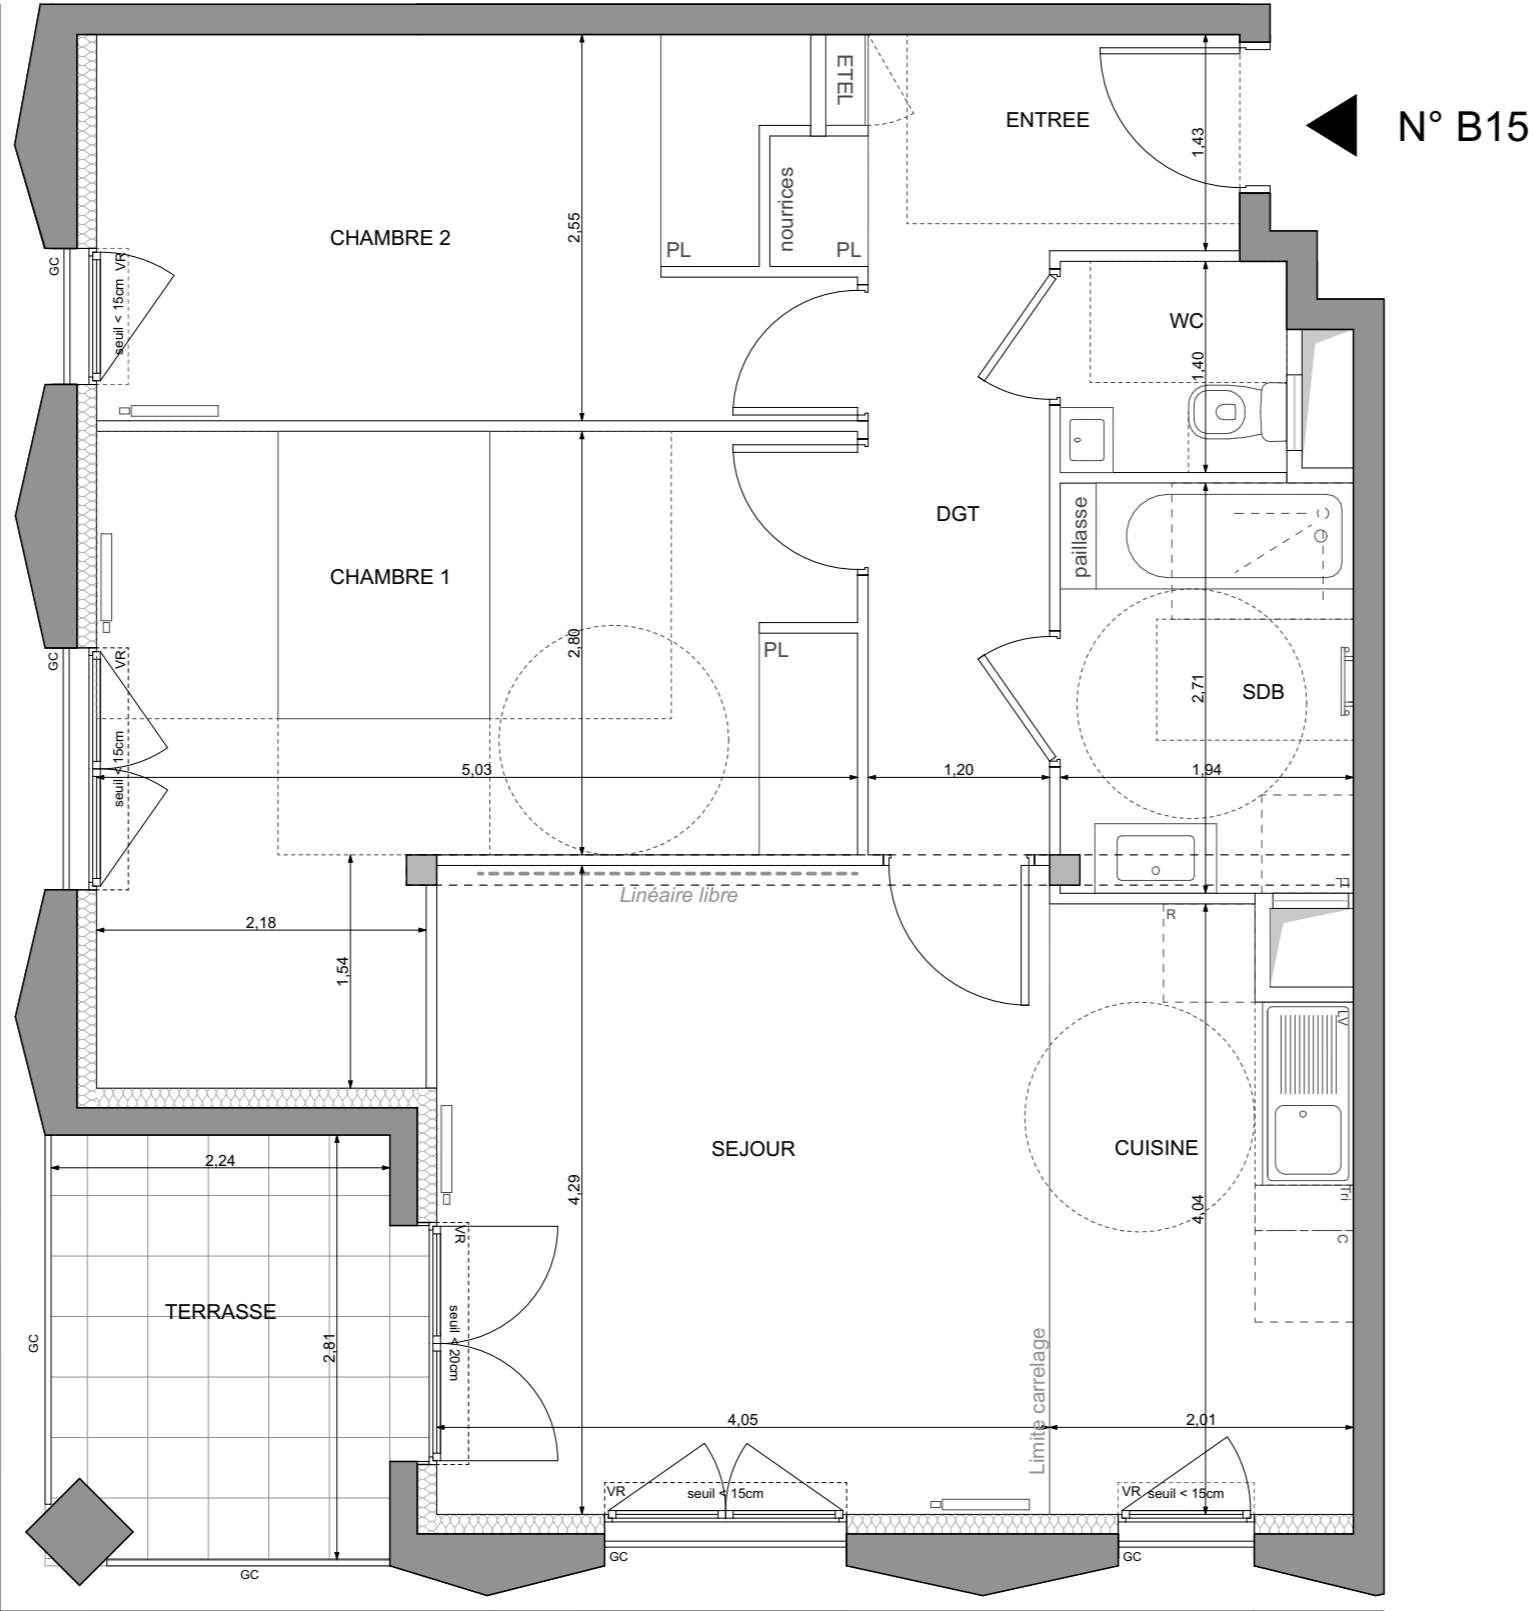 ETEL
ENTREE
N° B15
1,43
nourrices
CHAMBRE 2
2,55
PL
PL
GC
VR
seuil < 15cm
WC
1,40
DGT
paillasse
CHAMBRE 1
2,80
PL
GC
VR
seuil < 15cm
SDB
2,71
5,03
1,20
1,94
LL
Linéaire libre
R
2,18
1,54
LV
SEJOUR
CUISINE
2,24
4,29
4,04
Tri
C
VR
seuil < 20cm
TERRASSE
2,81
GC
Limite carrelage
4,05
2,01
VR
seuil < 15cm
VR
seuil < 15cm
GC
GC
GC